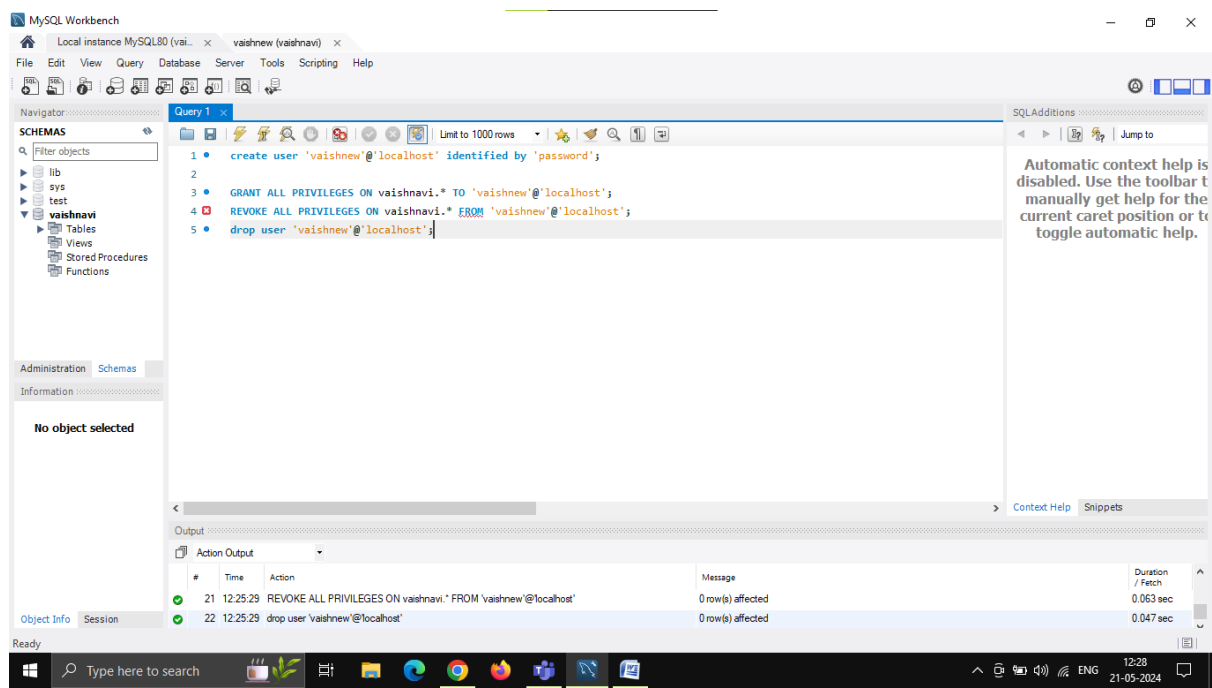 MySQL Workbench
Local instance MySQL80 (vai... × vaishnew (vaishnavi) ×
File Edit View Query Database Server Tools Scripting Help
Navigator
SCHEMAS
Filter objects
lib
sys
test
vaishnavi
Tables
Views
Stored Procedures
Functions
Administration Schemas
Information
No object selected
Object Info Session
Query 1 ×
Limit to 1000 rows
1 create user 'vaishnew'@'localhost' identified by 'password';
2
3 GRANT ALL PRIVILEGES ON vaishnavi.* TO 'vaishnew'@'localhost';
4 REVOKE ALL PRIVILEGES ON vaishnavi.* FROM 'vaishnew'@'localhost';
5 drop user 'vaishnew'@'localhost';
SQLAdditions
Jump to
Automatic context help is
disabled. Use the toolbar t
manually get help for the
current caret position or to
toggle automatic help.
Context Help Snippets
Output
Action Output
# Time Action Message Duration / Fetch
21 12:25:29 REVOKE ALL PRIVILEGES ON vaishnavi.* FROM 'vaishnew'@'localhost' 0 row(s) affected 0.063 sec
22 12:25:29 drop user 'vaishnew'@'localhost' 0 row(s) affected 0.047 sec
Ready
Type here to search
ENG
12:28
21-05-2024